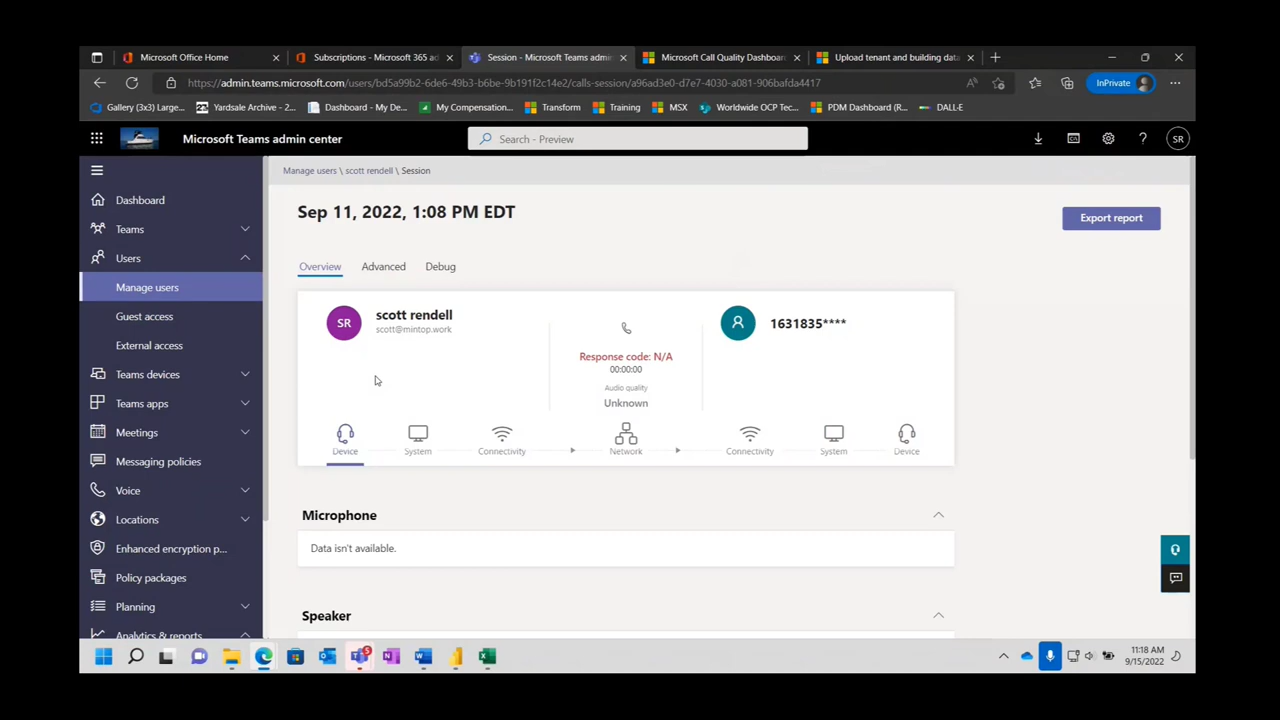 Microsoft Office Home
Subscriptions - Microsoft 365 ad
Session - Microsoft Teams admin
Microsoft Call Quality Dashboard
Upload tenant and building data
https://admin.teams.microsoft.com/users/bd5a99b2-6de6-49b3-b6be-9b191f2c14e2/calls-session/a96ad3e0-d7e7-4030-a081-906bafda4417
InPrivate
Gallery (3x3) Large...
Yardsale Archive - 2...
Dashboard - My De...
My Compensation...
Transform
Training
MSX
Worldwide OCP Tec...
PDM Dashboard (R...
DALL·E
Microsoft Teams admin center
Search - Preview
CA
SR
Manage users \ scott rendell \ Session
Dashboard
Teams
Users
Manage users
Guest access
External access
Teams devices
Teams apps
Meetings
Messaging policies
Voice
Locations
Enhanced encryption p...
Policy packages
Planning
Analytics & reports
Sep 11, 2022, 1:08 PM EDT
Export report
Overview
Advanced
Debug
SR
scott rendell
scott@mintop.work
Response code: N/A
00:00:00
Audio quality
Unknown
1631835****
Device
System
Connectivity
Network
Connectivity
System
Device
Microphone
Data isn't available.
Speaker
5
11:18 AM
9/15/2022